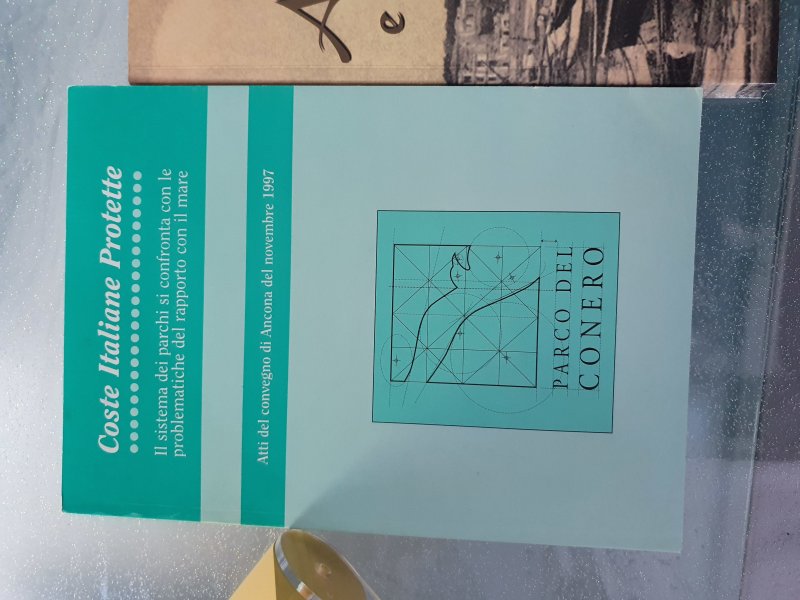 Coste Italiane Protette
Il sistema dei parchi si confronta con le
problematiche del rapporto con il mare
Atti del convegno di Ancona del novembre 1997
PARCO DEL
CONERO
e